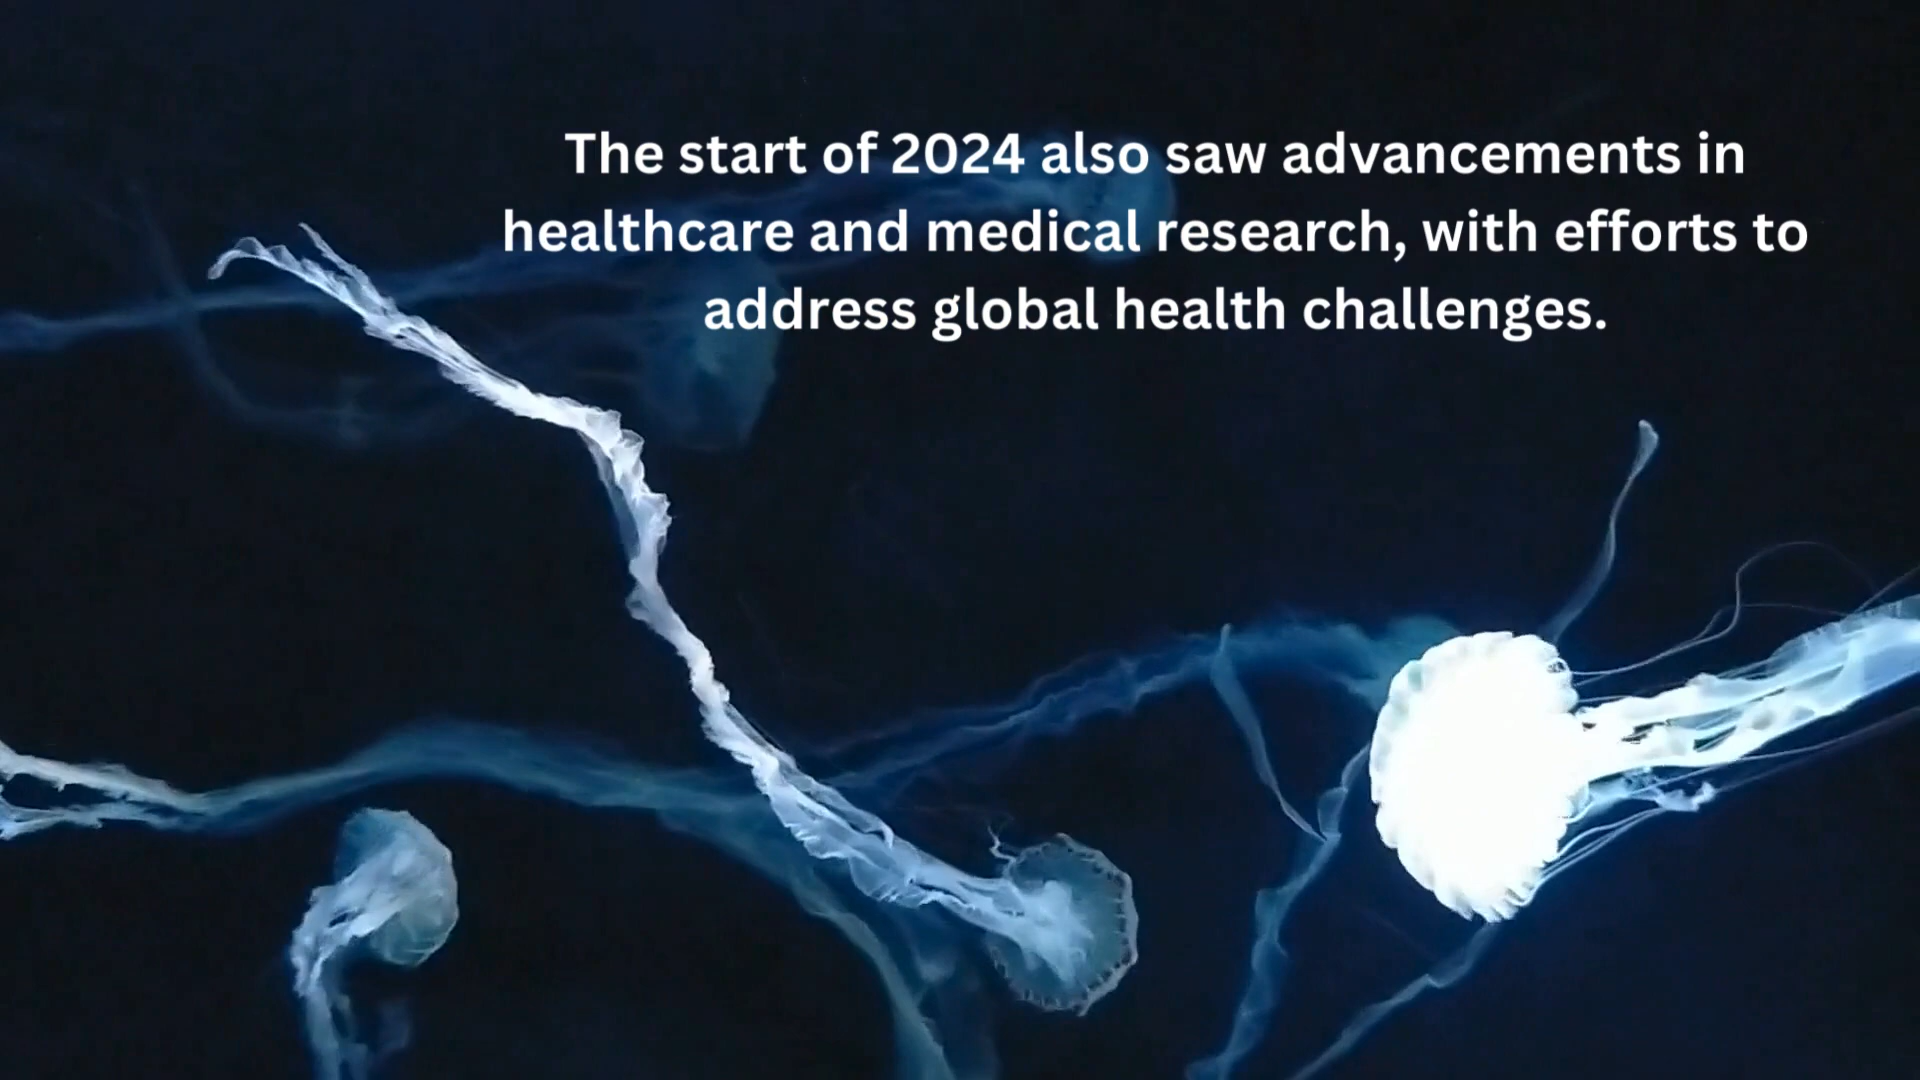 The start of 2024 also saw advancements in
healthcare and medical research, with efforts to
address global health challenges.